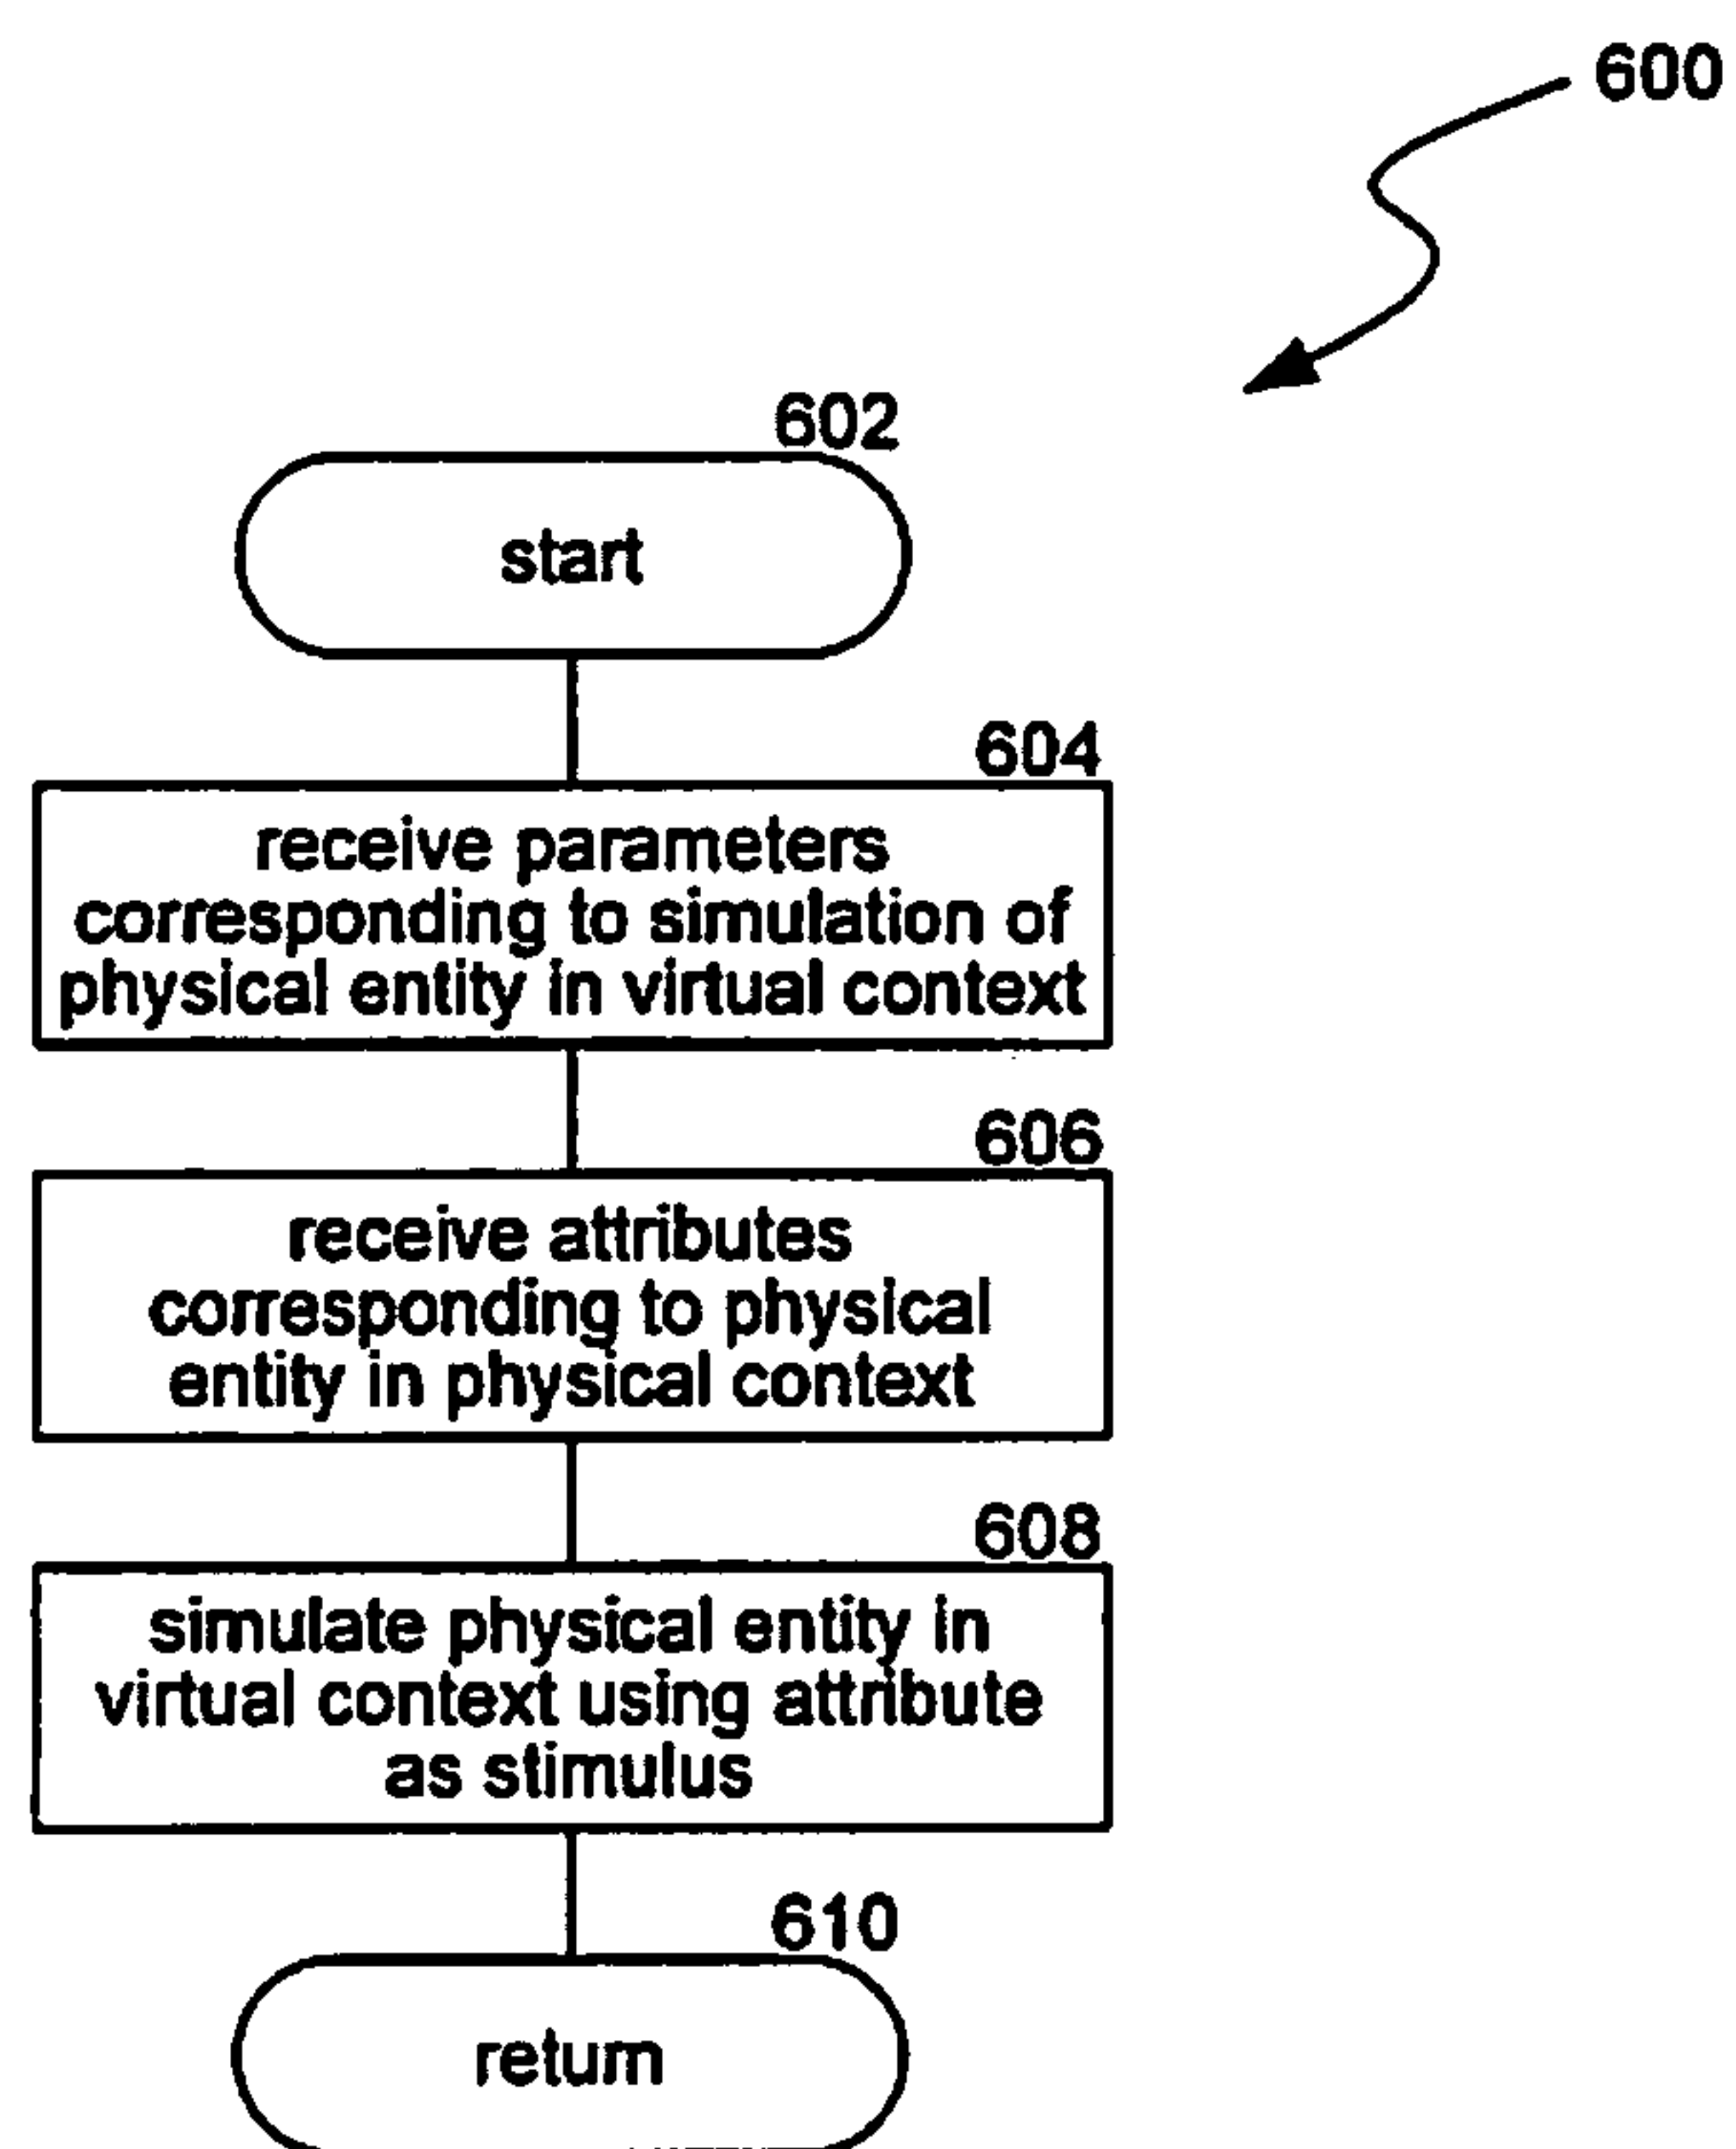 600
602
start
604
receive parameters
corresponding to simulation of
physical entity in virtual context
606
receive attributes
corresponding to physical
entity in physical context
608
simulate physical entity in
virtual context using attribute
as stimulus
610
return